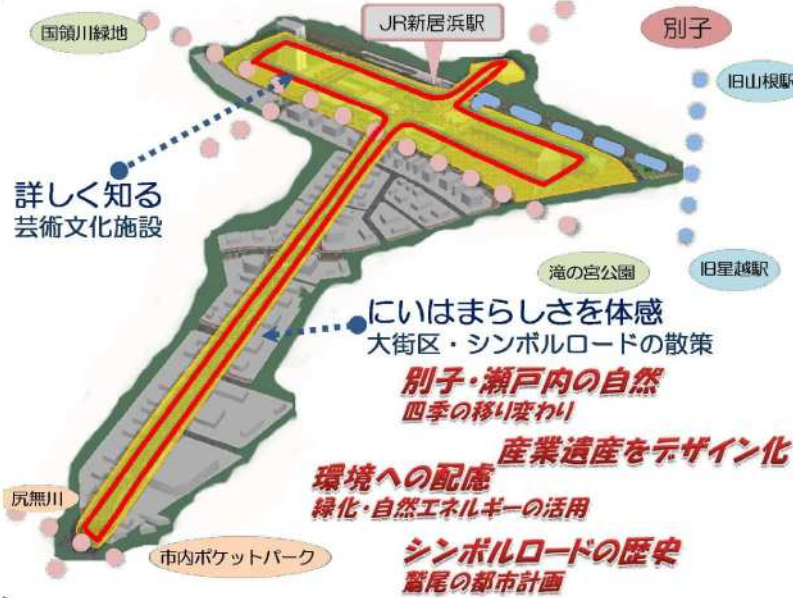 国領川緑地
JR新居浜駅
別子
旧山根駅
詳しく知る
芸術文化施設
滝の宮公園
旧星越駅
にいはまらしさを体感
大街区・シンボルロードの散策
別子・瀬戸内の自然
四季の移り変わり
産業遺産をデザイン化
環境への配慮
緑化・自然エネルギーの活用
尻無川
市内ポケットパーク
シンボルロードの歴史
鷲尾の都市計画